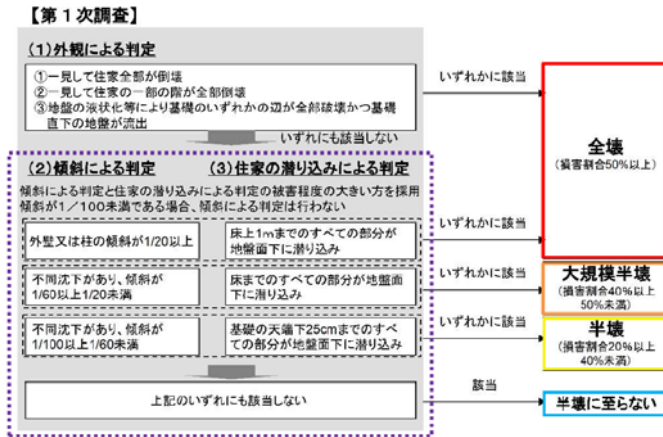 【第1次調査】
(1)外観による判定
①一見して住家全部が倒壊
②一見して住家の一部の階が全部倒壊
③地盤の液状化等により基礎のいずれかの辺が全部破壊かつ基礎
直下の地盤が流出
いずれかに該当
いずれにも該当しない
全壊
(損害割合50%以上)
(2)傾斜による判定
(3)住家の潜り込みによる判定
傾斜による判定と住家の潜り込みによる判定の被害程度の大きい方を採用
傾斜が1/100未満である場合、傾斜による判定は行わない
外壁又は柱の傾斜が1/20以上
床上1mまでのすべての部分が
地盤面下に潜り込み
いずれかに該当
不同沈下があり、傾斜が
1/60以上1/20未満
床までのすべての部分が地盤面
下に潜り込み
いずれかに該当
大規模半壊
(損害割合40%以上
50%未満)
不同沈下があり、傾斜が
1/100以上1/60未満
基礎の天端下25cmまでのすべ
ての部分が地盤面下に潜り込み
いずれかに該当
半壊
(損害割合20%以上
40%未満)
上記のいずれにも該当しない
該当
半壊に至らない